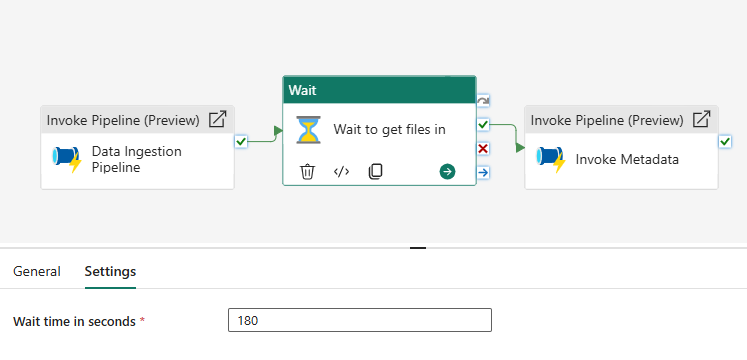 Wait
Invoke Pipeline (Preview)
Data Ingestion
Pipeline
Wait to get files in
</>
Invoke Pipeline (Preview)
Invoke Metadata
General
Settings
Wait time in seconds *
180